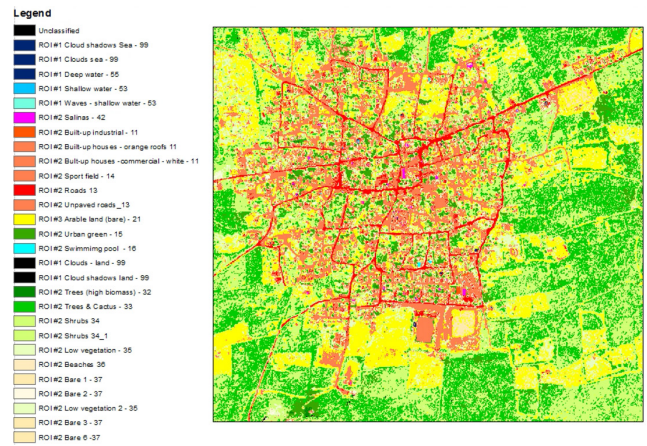 Legend
Unclassified
ROI#1 Cloud shadows Sea - 99
ROI#1 Clouds sea - 99
ROI#1 Deep water - 55
ROI#1 Shallow water - 53
ROI#1 Waves - shallow water - 53
ROI#2 Salinas - 42
ROI#2 Built-up industrial - 11
ROI#2 Built-up houses - orange roofs 11
ROI#2 Bulit-up houses -commercial - white - 11
ROI#2 Sport field - 14
ROI#2 Roads 13
ROI#2 Unpaved roads_13
ROI#3 Arable land (bare) - 21
ROI#2 Urban green - 15
ROI#2 Swimmimg pool - 16
ROI#1 Clouds - land - 99
ROI#1 Cloud shadows land - 99
ROI#2 Trees (high biomass) - 32
ROI#2 Trees & Cactus - 33
ROI#2 Shrubs 34
ROI#2 Shrubs 34_1
ROI#2 Low vegetation - 35
ROI#2 Beaches 36
ROI#2 Bare 1 - 37
ROI#2 Bare 2 - 37
ROI#2 Low vegetation 2 - 35
ROI#2 Bare 3 - 37
ROI#2 Bare 6 -37